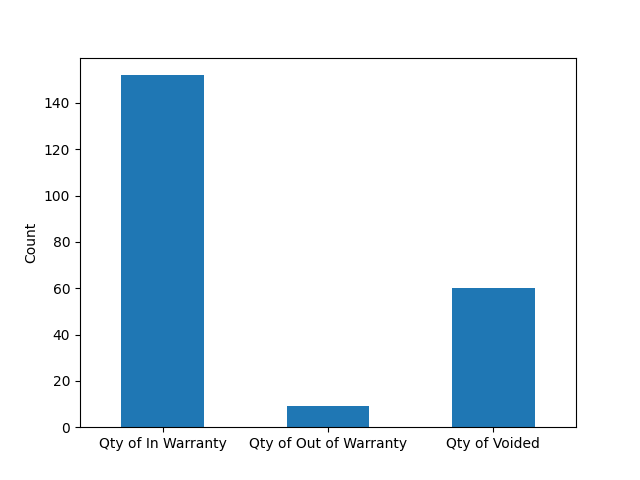 140
120
100
80
60
40
20
0
Count
Qty of In Warranty
Qty of Out of Warranty
Qty of Voided